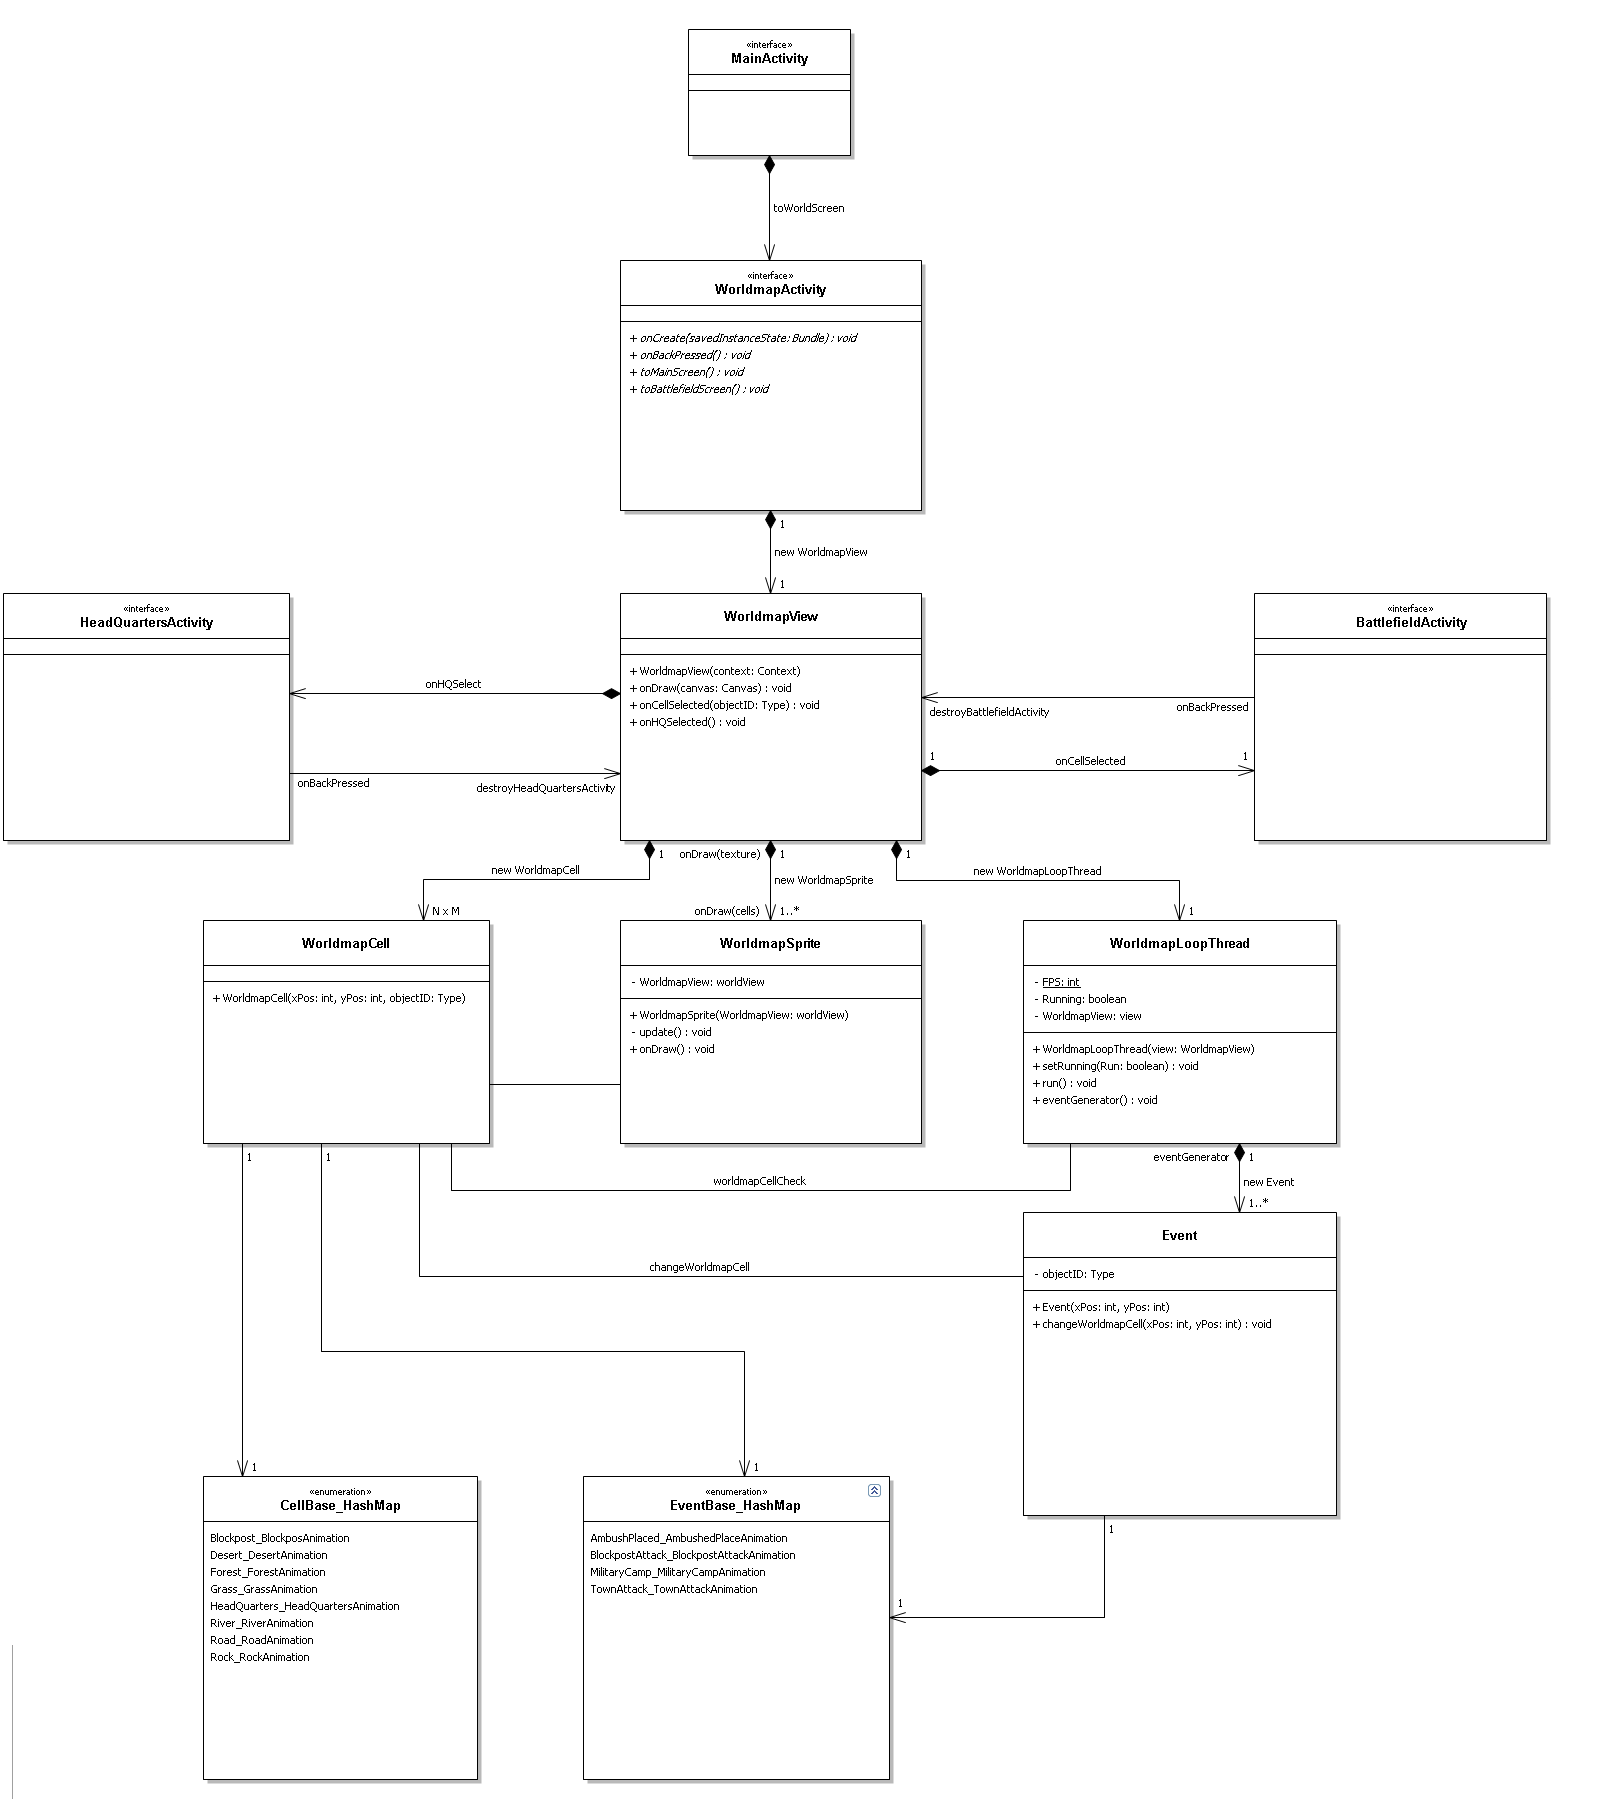 «interface»
MainActivity
toWorldScreen
«interface»
WorldmapActivity
+ onCreate(savedInstanceState: Bundle) : void
+ onBackPressed() : void
+ toMainScreen() : void
+ toBattlefieldScreen() : void
1
new WorldmapView
1
«interface»
HeadQuartersActivity
WorldmapView
+ WorldmapView(context: Context)
+ onDraw(canvas: Canvas) : void
+ onCellSelected(objectID: Type) : void
+ onHQSelected() : void
«interface»
BattlefieldActivity
onHQSelect
onBackPressed
destroyHeadQuartersActivity
destroyBattlefieldActivity
onBackPressed
1
onCellSelected
1
1
new WorldmapCell
N x M
onDraw(texture)
1
new WorldmapSprite
onDraw(cells)
1..*
1
new WorldmapLoopThread
1
WorldmapCell
+ WorldmapCell(xPos: int, yPos: int, objectID: Type)
WorldmapSprite
- WorldmapView: worldView
+ WorldmapSprite(WorldmapView: worldView)
- update() : void
+ onDraw() : void
WorldmapLoopThread
- FPS: int
- Running: boolean
- WorldmapView: view
+ WorldmapLoopThread(view: WorldmapView)
+ setRunning(Run: boolean) : void
+ run() : void
+ eventGenerator() : void
1
1
worldmapCellCheck
eventGenerator
1
new Event
1..*
changeWorldmapCell
Event
- objectID: Type
+ Event(xPos: int, yPos: int)
+ changeWorldmapCell(xPos: int, yPos: int) : void
1
1
«enumeration»
CellBase_HashMap
Blockpost_BlockposAnimation
Desert_DesertAnimation
Forest_ForestAnimation
Grass_GrassAnimation
HeadQuarters_HeadQuartersAnimation
River_RiverAnimation
Road_RoadAnimation
Rock_RockAnimation
«enumeration»
EventBase_HashMap
AmbushPlaced_AmbushedPlaceAnimation
BlockpostAttack_BlockpostAttackAnimation
MilitaryCamp_MilitaryCampAnimation
TownAttack_TownAttackAnimation
1
1